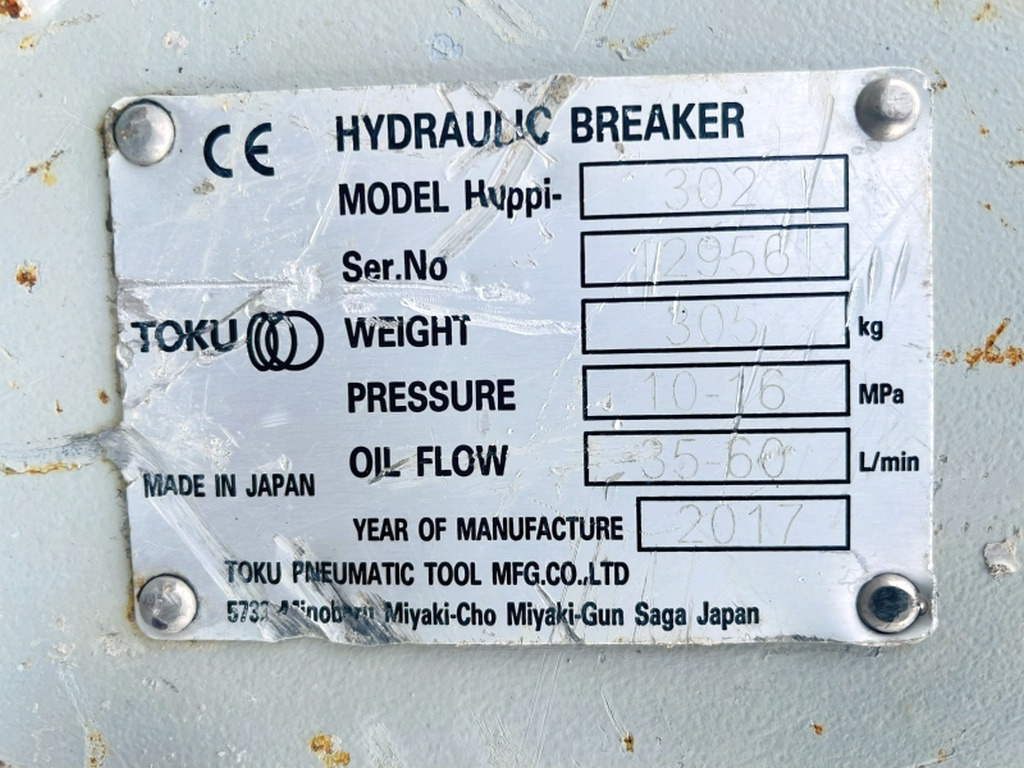 CE HYDRAULIC BREAKER
MODEL Huppi- 302
Ser.No 12956
WEIGHT 305 kg
TOKU
PRESSURE 10-16 MPa
OIL FLOW 35-60 L/min
MADE IN JAPAN
YEAR OF MANUFACTURE 2017
TOKU PNEUMATIC TOOL MFG.CO.,LTD
Miyaki-Cho Miyaki-Gun Saga Japan